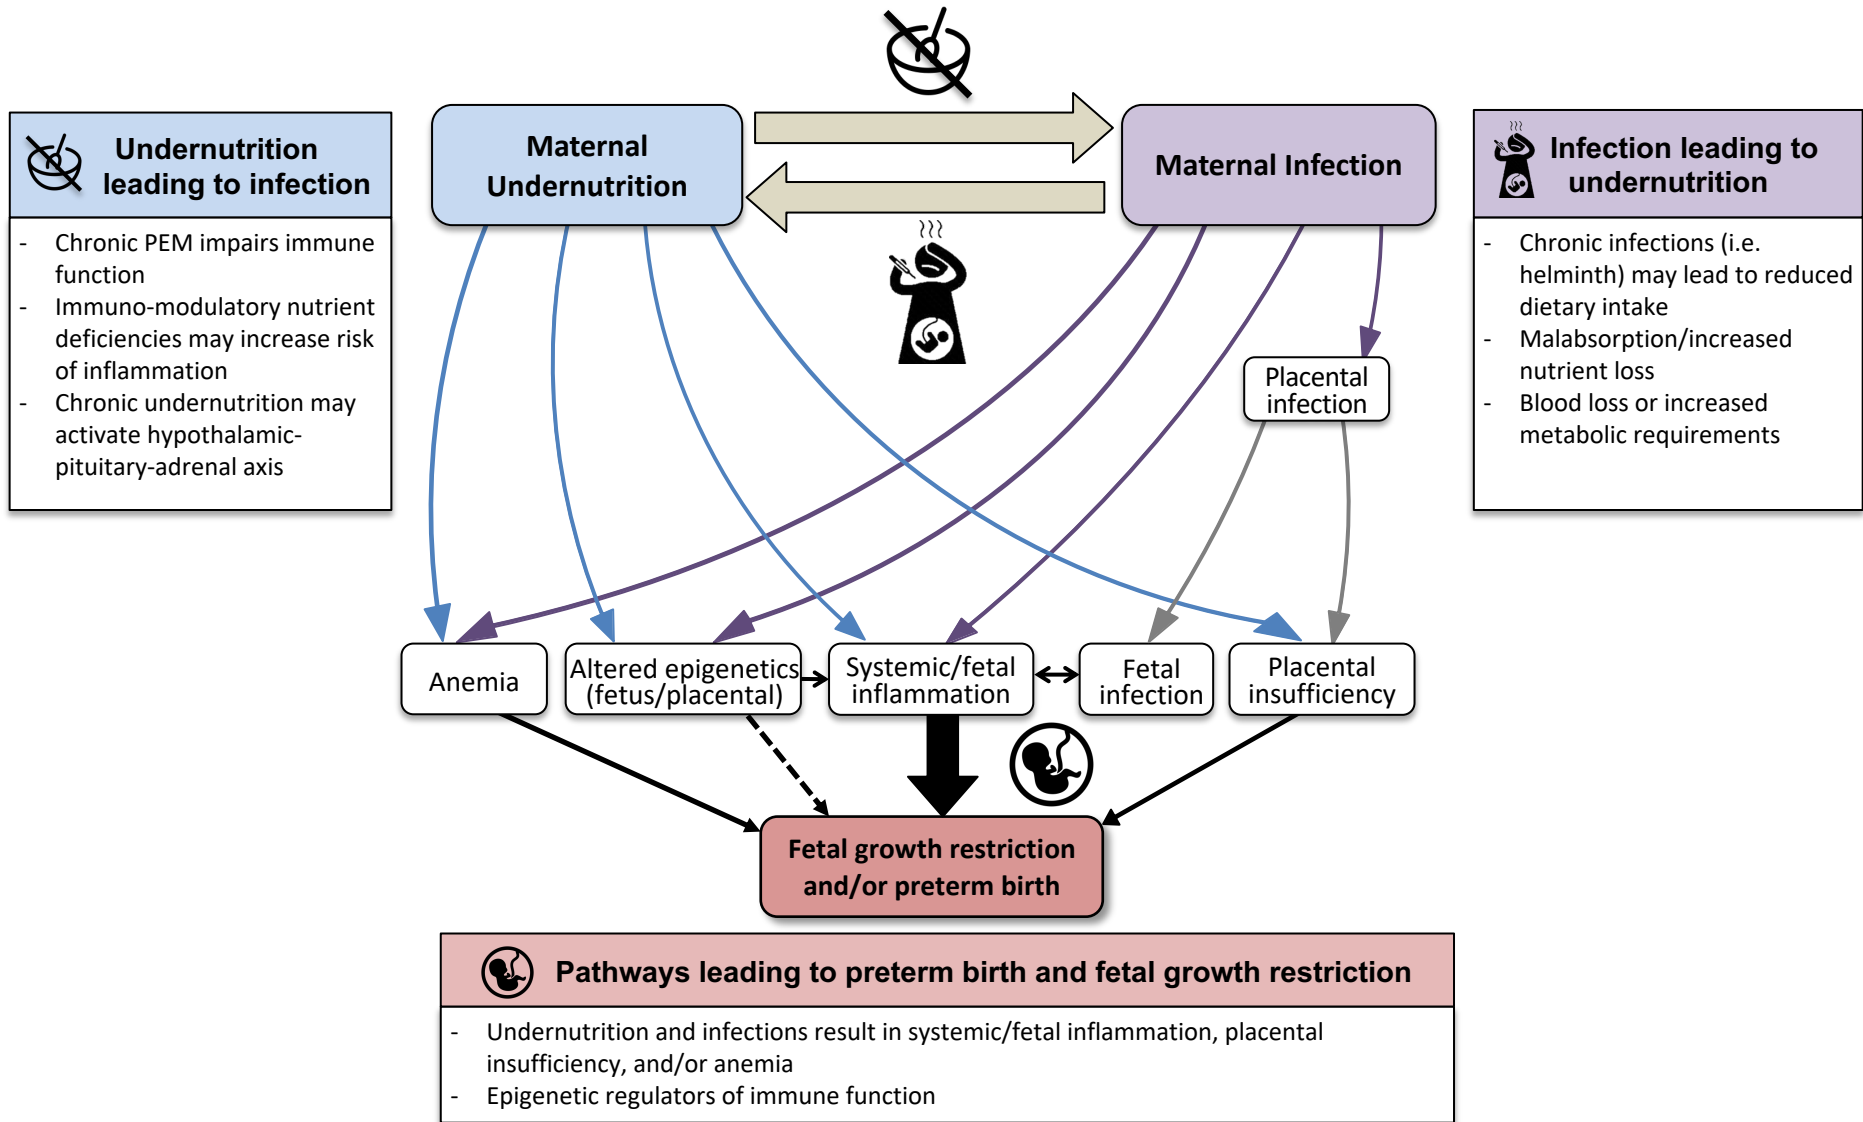 Undernutrition
leading to infection
- Chronic PEM impairs immune
function
- Immuno-modulatory nutrient
deficiencies may increase risk
of inflammation
- Chronic undernutrition may
activate hypothalamic-
pituitary-adrenal axis
Maternal
Undernutrition
Maternal Infection
Infection leading to
undernutrition
- Chronic infections (i.e.
helminth) may lead to reduced
dietary intake
- Malabsorption/increased
nutrient loss
- Blood loss or increased
metabolic requirements
Placental
infection
Anemia
Altered epigenetics
(fetus/placental)
Systemic/fetal
inflammation
Fetal
infection
Placental
insufficiency
Fetal growth restriction
and/or preterm birth
Pathways leading to preterm birth and fetal growth restriction
- Undernutrition and infections result in systemic/fetal inflammation, placental
insufficiency, and/or anemia
- Epigenetic regulators of immune function